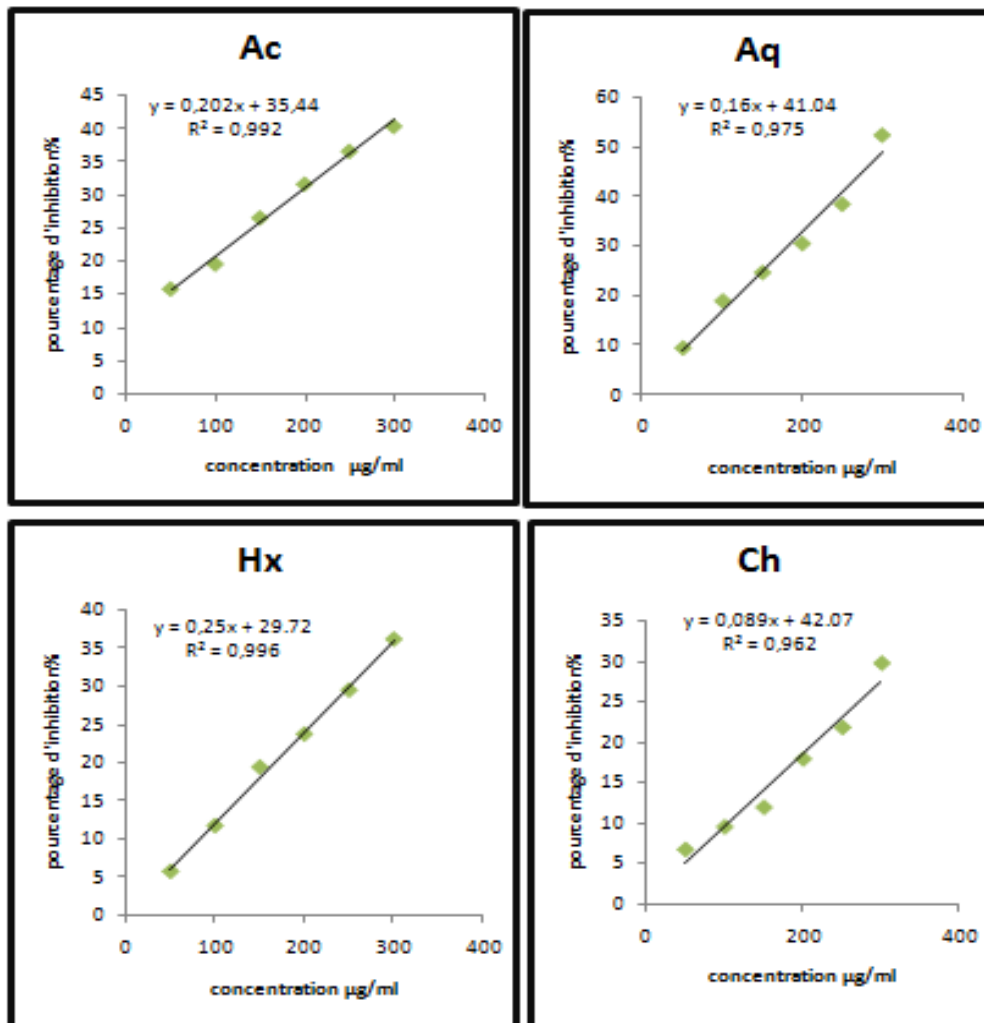 Ac
y = 0,202x + 35,44
R² = 0,992
pourcentage d'inhibition%
45
40
35
30
25
20
15
10
5
0
0 100 200 300 400
concentration µg/ml
Aq
y = 0,16x + 41.04
R² = 0,975
pourcentage d'inhibition%
60
50
40
30
20
10
0
0 200 400
concentration µg/ml
Hx
y = 0,25x + 29.72
R² = 0,996
pourcentage d'inhibition%
40
35
30
25
20
15
10
5
0
0 100 200 300 400
concentration µg/ml
Ch
y = 0,089x + 42.07
R² = 0,962
pourcentage d'inhibition%
35
30
25
20
15
10
5
0
0 200 400
concentration µg/ml